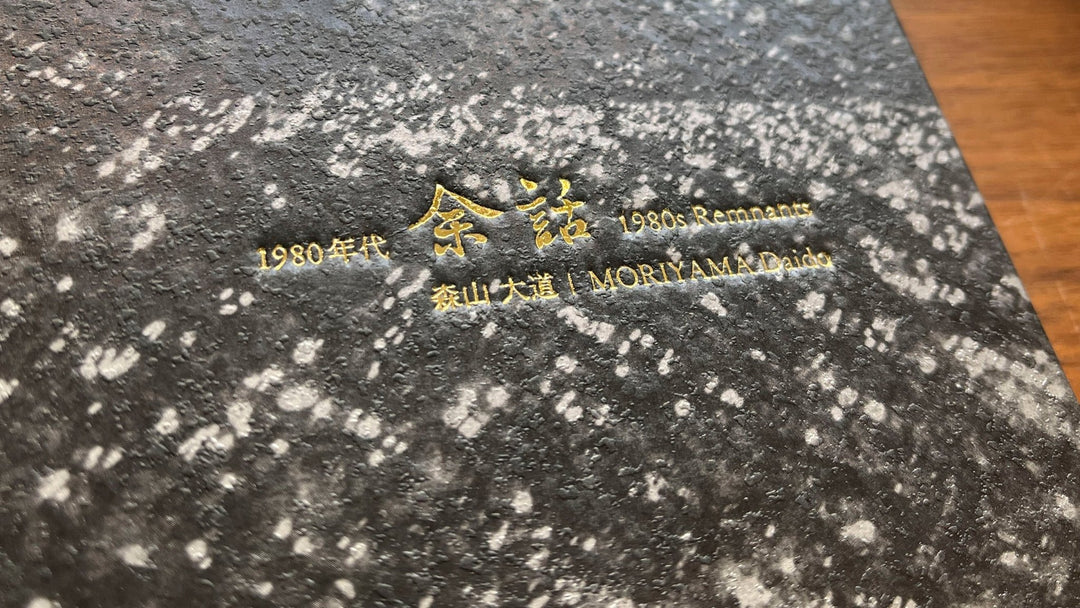 1980年代 余話 1980s Remnants
森山 大道 | MORIYAMA Daido